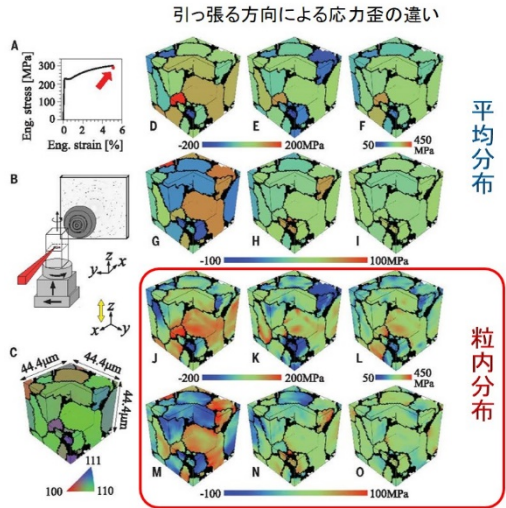 引っ張る方向による応力歪の違い
A
Eng. stress [MPa]
300
200
100
0
0 2 4 6
Eng. strain [%]
D E F
-200 200MPa 50 450 MPa
平均分布
B
z
y x
z
x y
G H I
-100 100MPa
粒内分布
J K L
-200 200MPa 50 450 MPa
C
44.4μm 44.4μm
44.4μm
111
100 110
M N O
-100 100MPa